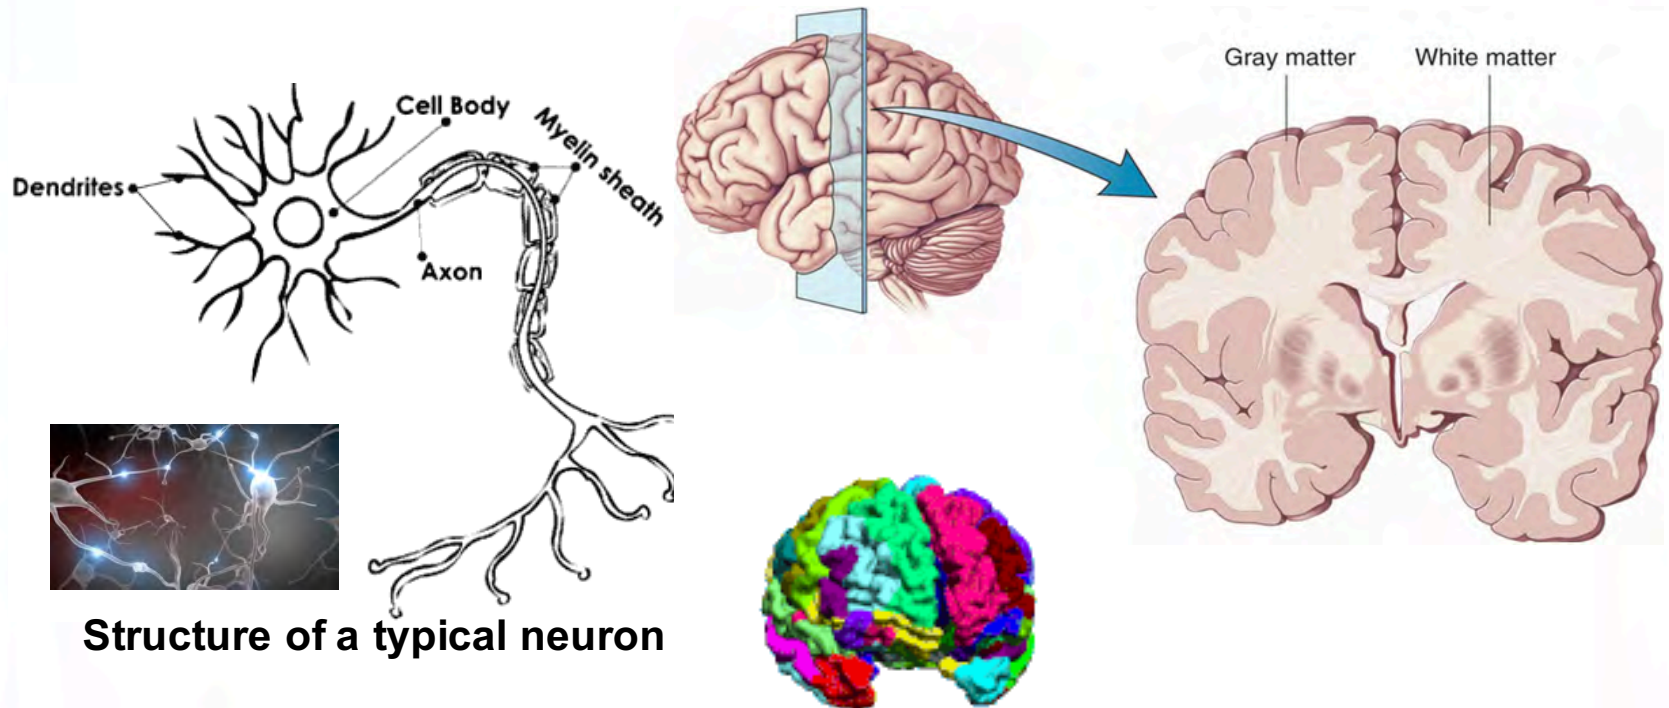 Gray matter
White matter
Cell Body
Myelin sheath
Dendrites
Axon
Structure of a typical neuron